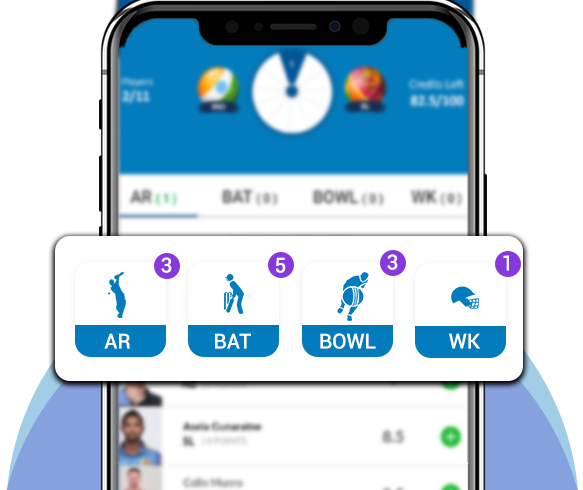 Players
Credits Left
2/11
82.5/100
AR (1)
BAT (0)
BOWL (0)
WK (0)
3
5
3
1
AR
BAT
BOWL
WK
Asela Gunaratne
SL
8.5
Colin Munro